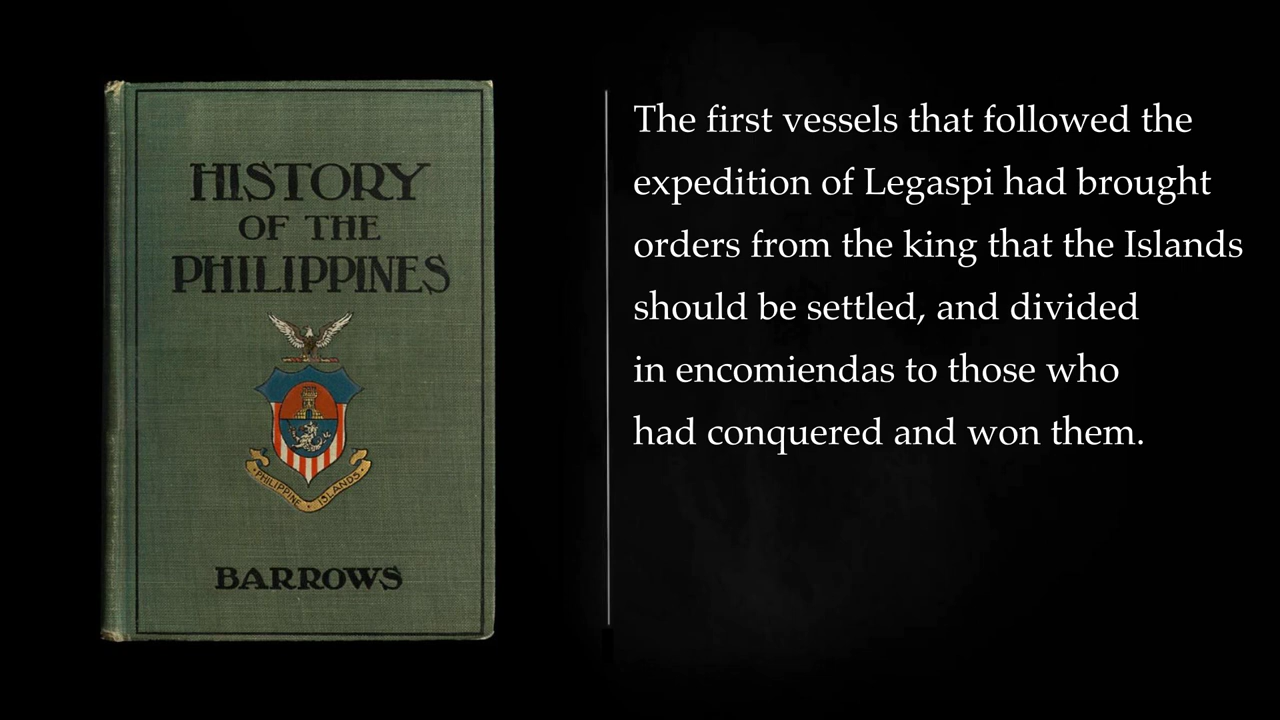 HISTORY
OF THE
PHILIPPINES
PHILIPPINE ISLANDS
BARROWS
The first vessels that followed the
expedition of Legaspi had brought
orders from the king that the Islands
should be settled, and divided
in encomiendas to those who
had conquered and won them.